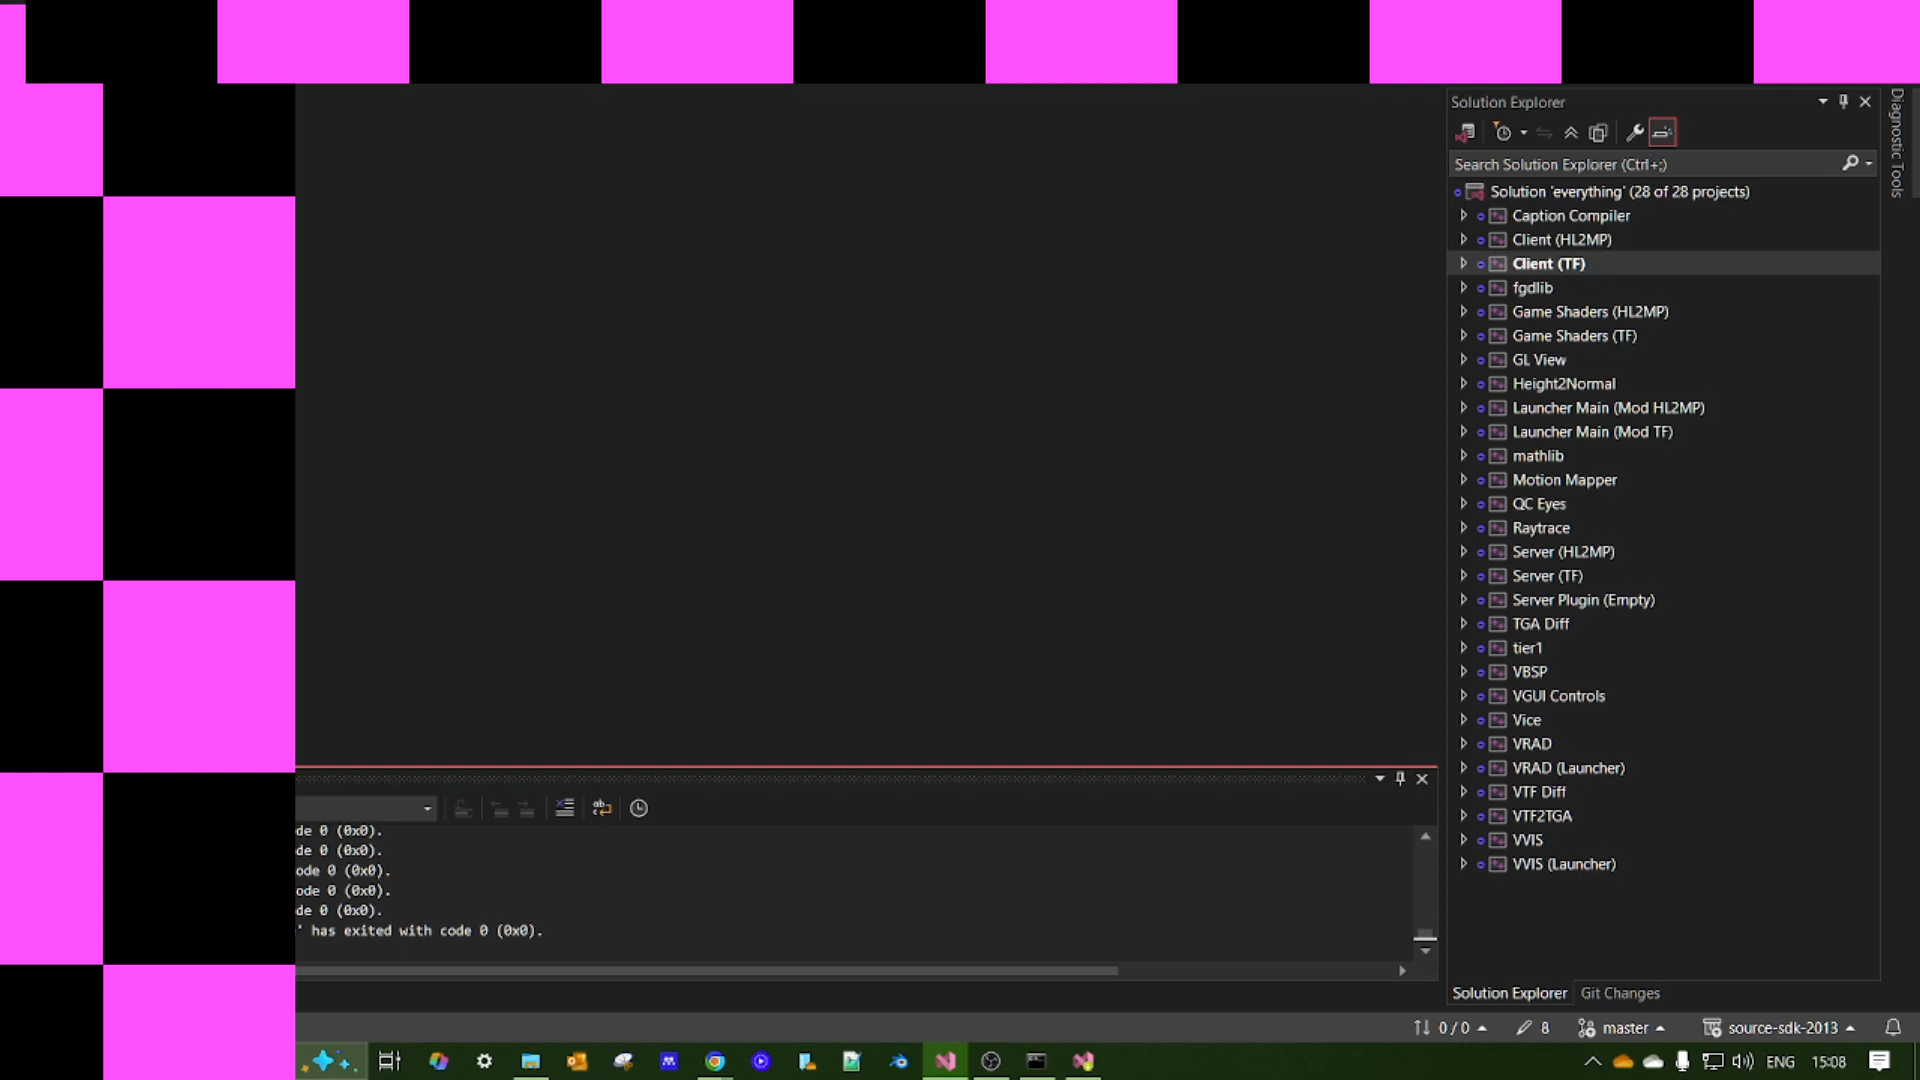 Solution Explorer
Diagnostic Tools
Search Solution Explorer (Ctrl+;)
Solution 'everything' (28 of 28 projects)
Caption Compiler
Client (HL2MP)
Client (TF)
fgdlib
Game Shaders (HL2MP)
Game Shaders (TF)
GL View
Height2Normal
Launcher Main (Mod HL2MP)
Launcher Main (Mod TF)
mathlib
Motion Mapper
QC Eyes
Raytrace
Server (HL2MP)
Server (TF)
Server Plugin (Empty)
TGA Diff
tier1
VBSP
VGUI Controls
Vice
VRAD
VRAD (Launcher)
VTF Diff
VTF2TGA
VVIS
VVIS (Launcher)
de 0 (0x0).
de 0 (0x0).
ode 0 (0x0).
ode 0 (0x0).
de 0 (0x0).
' has exited with code 0 (0x0).
Solution Explorer Git Changes
0 / 0 8 master source-sdk-2013
ENG 15:08